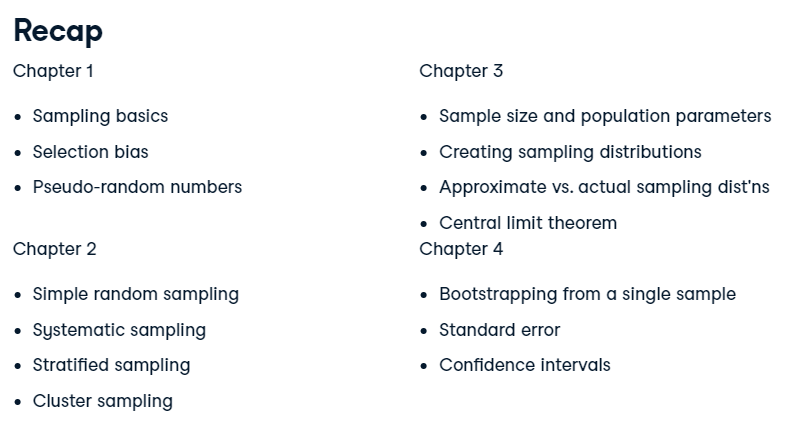 Recap
Chapter 1
• Sampling basics
• Selection bias
• Pseudo-random numbers
Chapter 2
• Simple random sampling
• Systematic sampling
• Stratified sampling
• Cluster sampling
Chapter 3
• Sample size and population parameters
• Creating sampling distributions
• Approximate vs. actual sampling dist'ns
• Central limit theorem
Chapter 4
• Bootstrapping from a single sample
• Standard error
• Confidence intervals